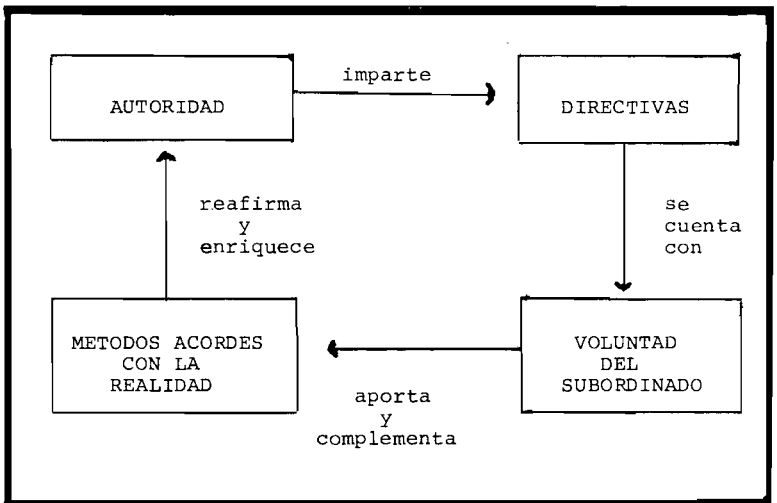 imparte
AUTORIDAD
DIRECTIVAS
reafirma
y
enriquece
se
cuenta
con
METODOS ACORDES
CON LA
REALIDAD
VOLUNTAD
DEL
SUBORDINADO
aporta
y
complementa